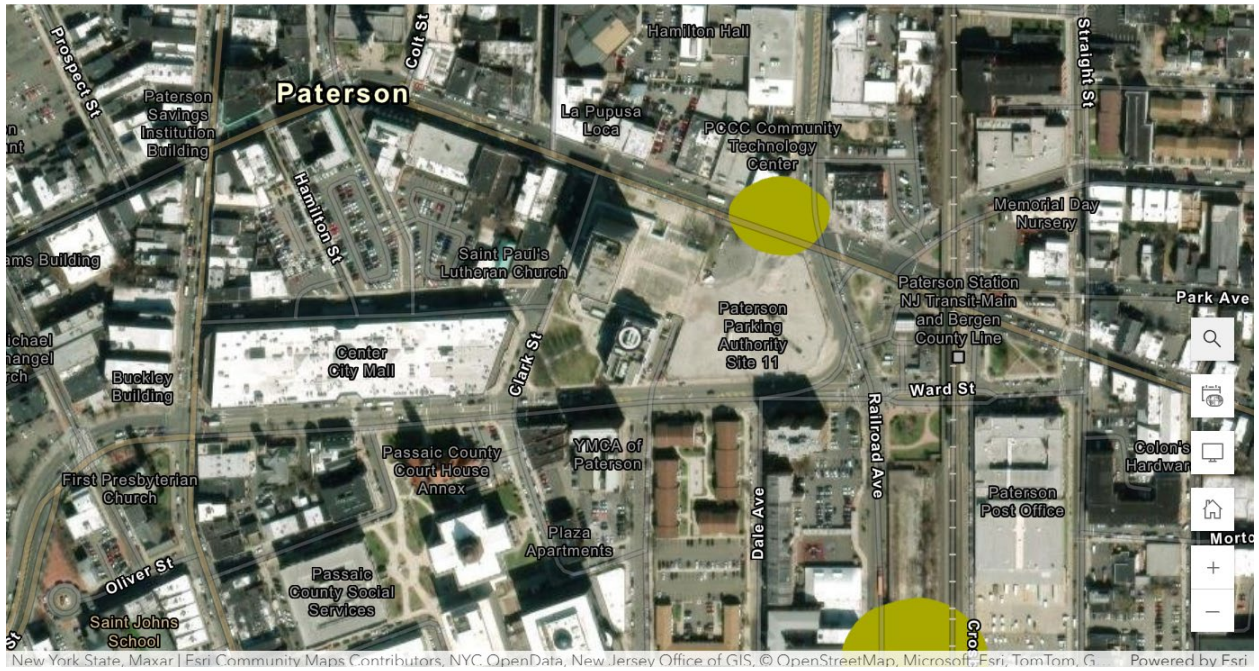 Prospect St
Colt St
Hamilton Hall
Straight St
Paterson
Paterson
Savings
Institution
Building
La Pupusa
Loca
PCCC Community
Technology
Center
Hamilton St
Memorial Day
Nursery
Saint Paul's
Lutheran Church
ams Building
Paterson Station
NJ Transit-Main
and Bergen
County Line
Park Ave
Paterson
Parking
Authority
Site 11
Clark St
Center
City Mall
Buckley
Building
Ward St
Railroad Ave
Passaic County
Court House
Annex
YMCA of
Paterson
Colon's
Hardwar
First Presbyterian
Church
Paterson
Post Office
Dale Ave
Plaza
Apartments
Morto
Oliver St
Passaic
County Social
Services
Saint Johns
School
St
Cro
New York State, Maxar | Esri Community Maps Contributors, NYC OpenData, New Jersey Office of GIS, © OpenStreetMap, Microsoft, Esri, TomTom, G... Powered by Esri